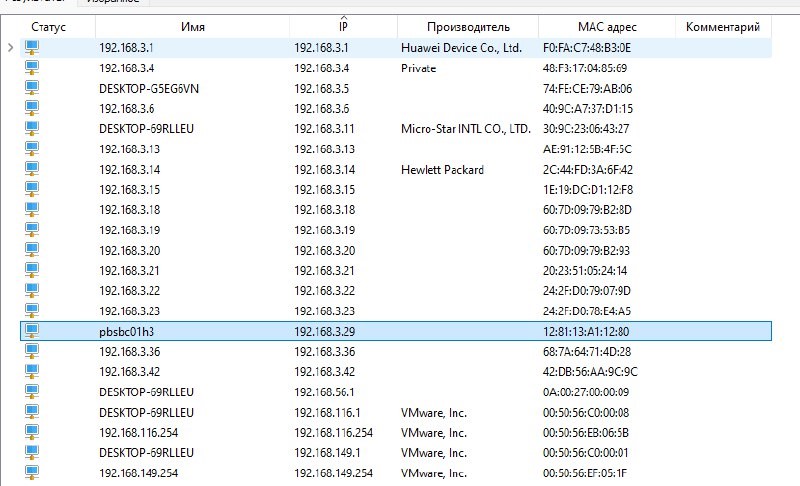 Статус Имя IP Производитель MAC адрес Комментарий
192.168.3.1 192.168.3.1 Huawei Device Co., Ltd. F0:FA:C7:48:B3:0E
192.168.3.4 192.168.3.4 Private 48:F3:17:04:85:69
DESKTOP-G5EG6VN 192.168.3.5 74:FE:CE:79:AB:06
192.168.3.6 192.168.3.6 40:9C:A7:37:D1:15
DESKTOP-69RLLEU 192.168.3.11 Micro-Star INTL CO., LTD. 30:9C:23:06:43:27
192.168.3.13 192.168.3.13 AE:91:12:5B:4F:5C
192.168.3.14 192.168.3.14 Hewlett Packard 2C:44:FD:3A:6F:42
192.168.3.15 192.168.3.15 1E:19:DC:D1:12:F8
192.168.3.18 192.168.3.18 60:7D:09:79:B2:8D
192.168.3.19 192.168.3.19 60:7D:09:73:53:B5
192.168.3.20 192.168.3.20 60:7D:09:79:B2:93
192.168.3.21 192.168.3.21 20:23:51:05:24:14
192.168.3.22 192.168.3.22 24:2F:D0:79:07:9D
192.168.3.23 192.168.3.23 24:2F:D0:78:E4:A5
pbsbc01h3 192.168.3.29 12:81:13:A1:12:80
192.168.3.36 192.168.3.36 68:7A:64:71:4D:28
192.168.3.42 192.168.3.42 42:DB:56:AA:9C:9C
DESKTOP-69RLLEU 192.168.56.1 0A:00:27:00:00:09
DESKTOP-69RLLEU 192.168.116.1 VMware, Inc. 00:50:56:C0:00:08
192.168.116.254 192.168.116.254 VMware, Inc. 00:50:56:EB:06:5B
DESKTOP-69RLLEU 192.168.149.1 VMware, Inc. 00:50:56:C0:00:01
192.168.149.254 192.168.149.254 VMware, Inc. 00:50:56:EF:05:1F